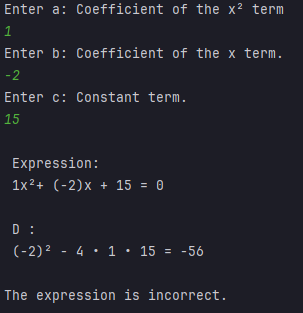 Enter a: Coefficient of the x² term
1
Enter b: Coefficient of the x term.
-2
Enter c: Constant term.
15
Expression:
1x²+ (-2)x + 15 = 0
D :
(-2)² - 4 • 1 • 15 = -56
The expression is incorrect.